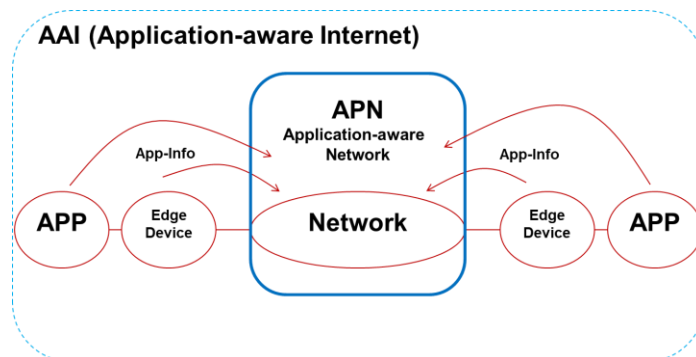 AAI (Application-aware Internet)
APN
Application-aware
Network
App-Info
App-Info
APP
Edge
Device
Network
Edge
Device
APP